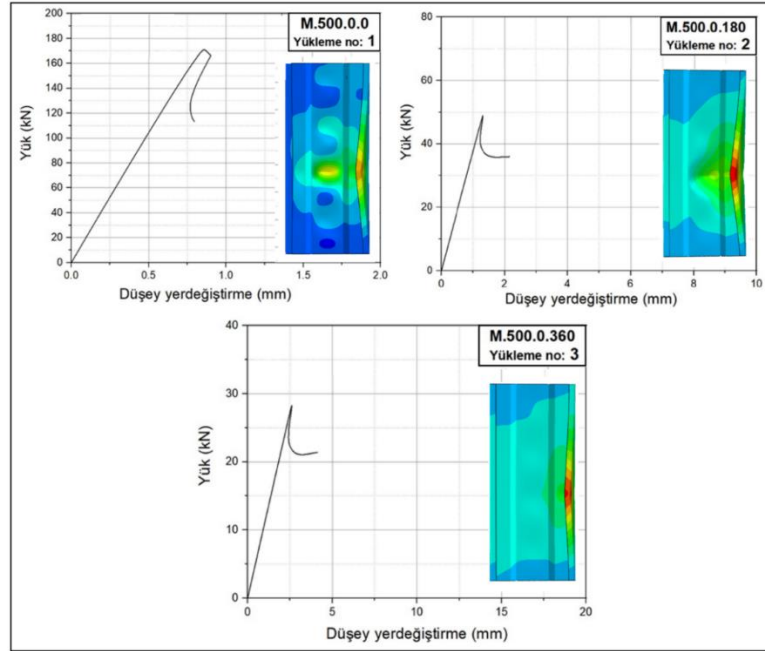 M.500.0.0
Yükleme no: 1
200
180
160
140
120
100
80
60
40
20
0
Yük (kN)
0.0 0.5 1.0 1.5 2.0
Düşey yerdeğiştirme (mm)
M.500.0.180
Yükleme no: 2
80
60
40
20
0
Yük (kN)
0 2 4 6 8 10
Düşey yerdeğiştirme (mm)
M.500.0.360
Yükleme no: 3
40
30
20
10
0
Yük (kN)
0 5 10 15 20
Düşey yerdeğiştirme (mm)